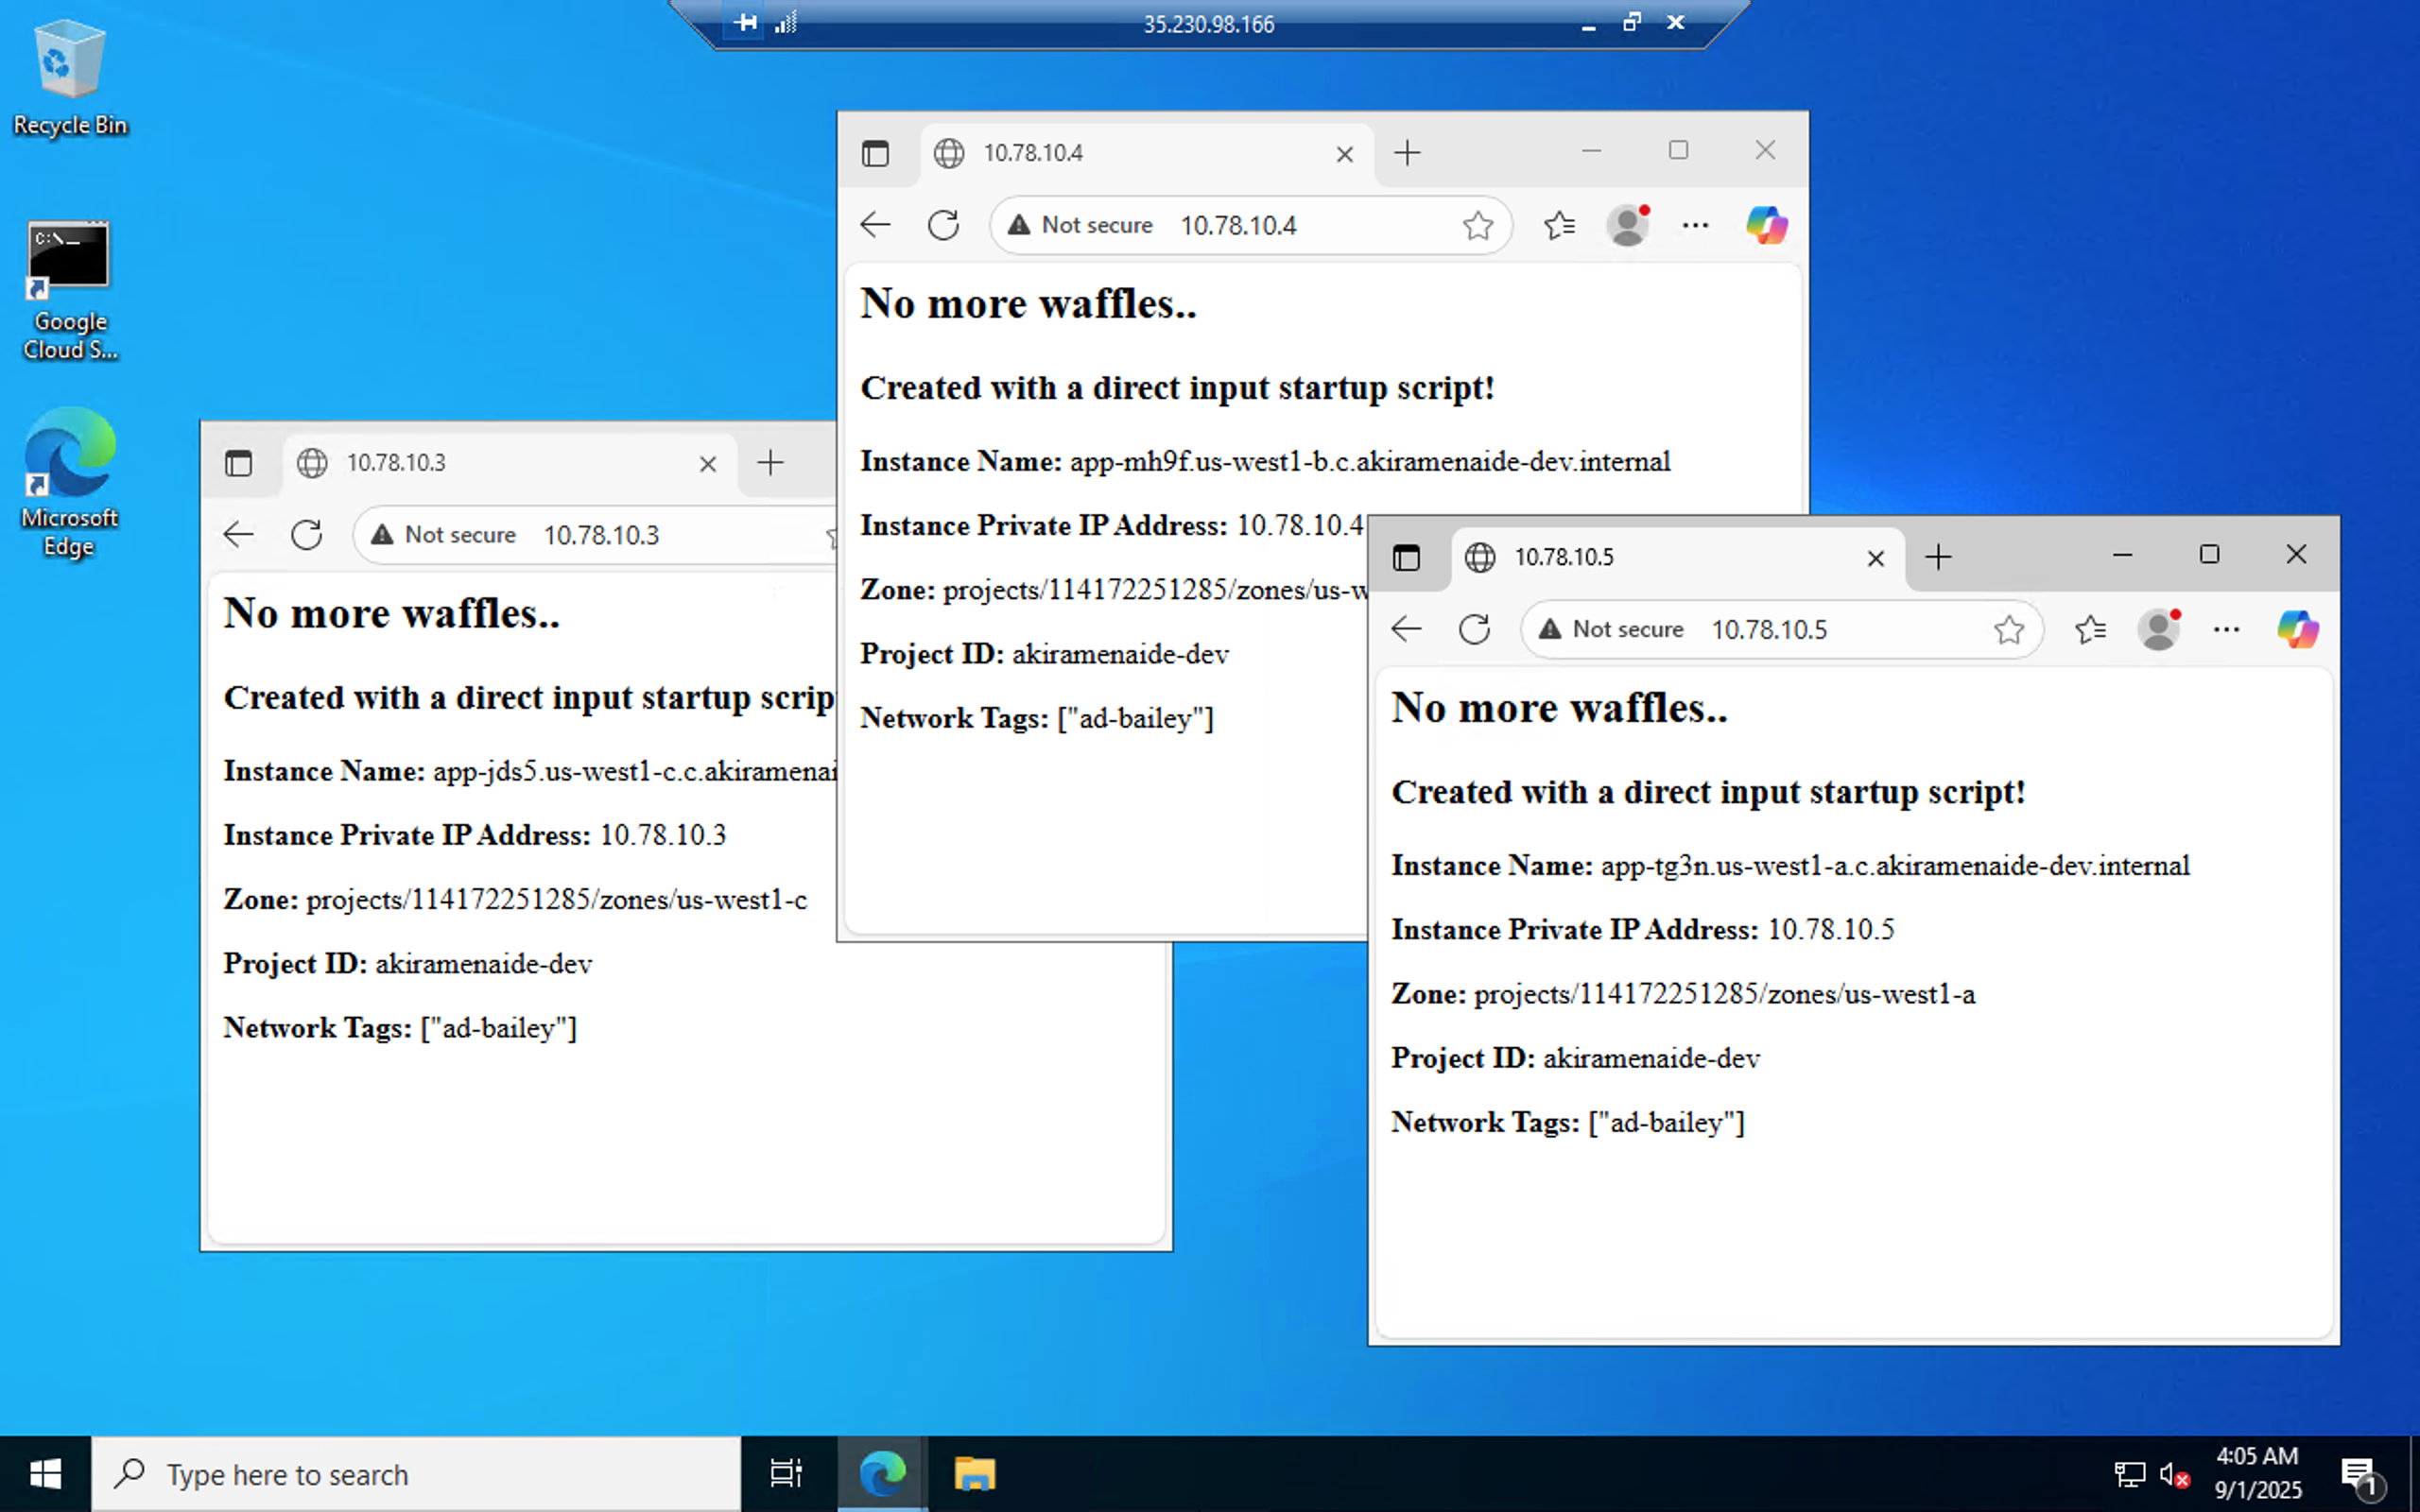 35.230.98.166
Recycle Bin
Google
Cloud S...
Microsoft
Edge
10.78.10.3
Not secure 10.78.10.3
No more waffles..
Created with a direct input startup scrip
Instance Name: app-jds5.us-west1-c.c.akiramenai
Instance Private IP Address: 10.78.10.3
Zone: projects/114172251285/zones/us-west1-c
Project ID: akiramenaide-dev
Network Tags: ["ad-bailey"]
10.78.10.4
Not secure 10.78.10.4
No more waffles..
Created with a direct input startup script!
Instance Name: app-mh9f.us-west1-b.c.akiramenaide-dev.internal
Instance Private IP Address: 10.78.10.4
Zone: projects/114172251285/zones/us-w
Project ID: akiramenaide-dev
Network Tags: ["ad-bailey"]
10.78.10.5
Not secure 10.78.10.5
No more waffles..
Created with a direct input startup script!
Instance Name: app-tg3n.us-west1-a.c.akiramenaide-dev.internal
Instance Private IP Address: 10.78.10.5
Zone: projects/114172251285/zones/us-west1-a
Project ID: akiramenaide-dev
Network Tags: ["ad-bailey"]
Type here to search
4:05 AM
9/1/2025
1
C:\_